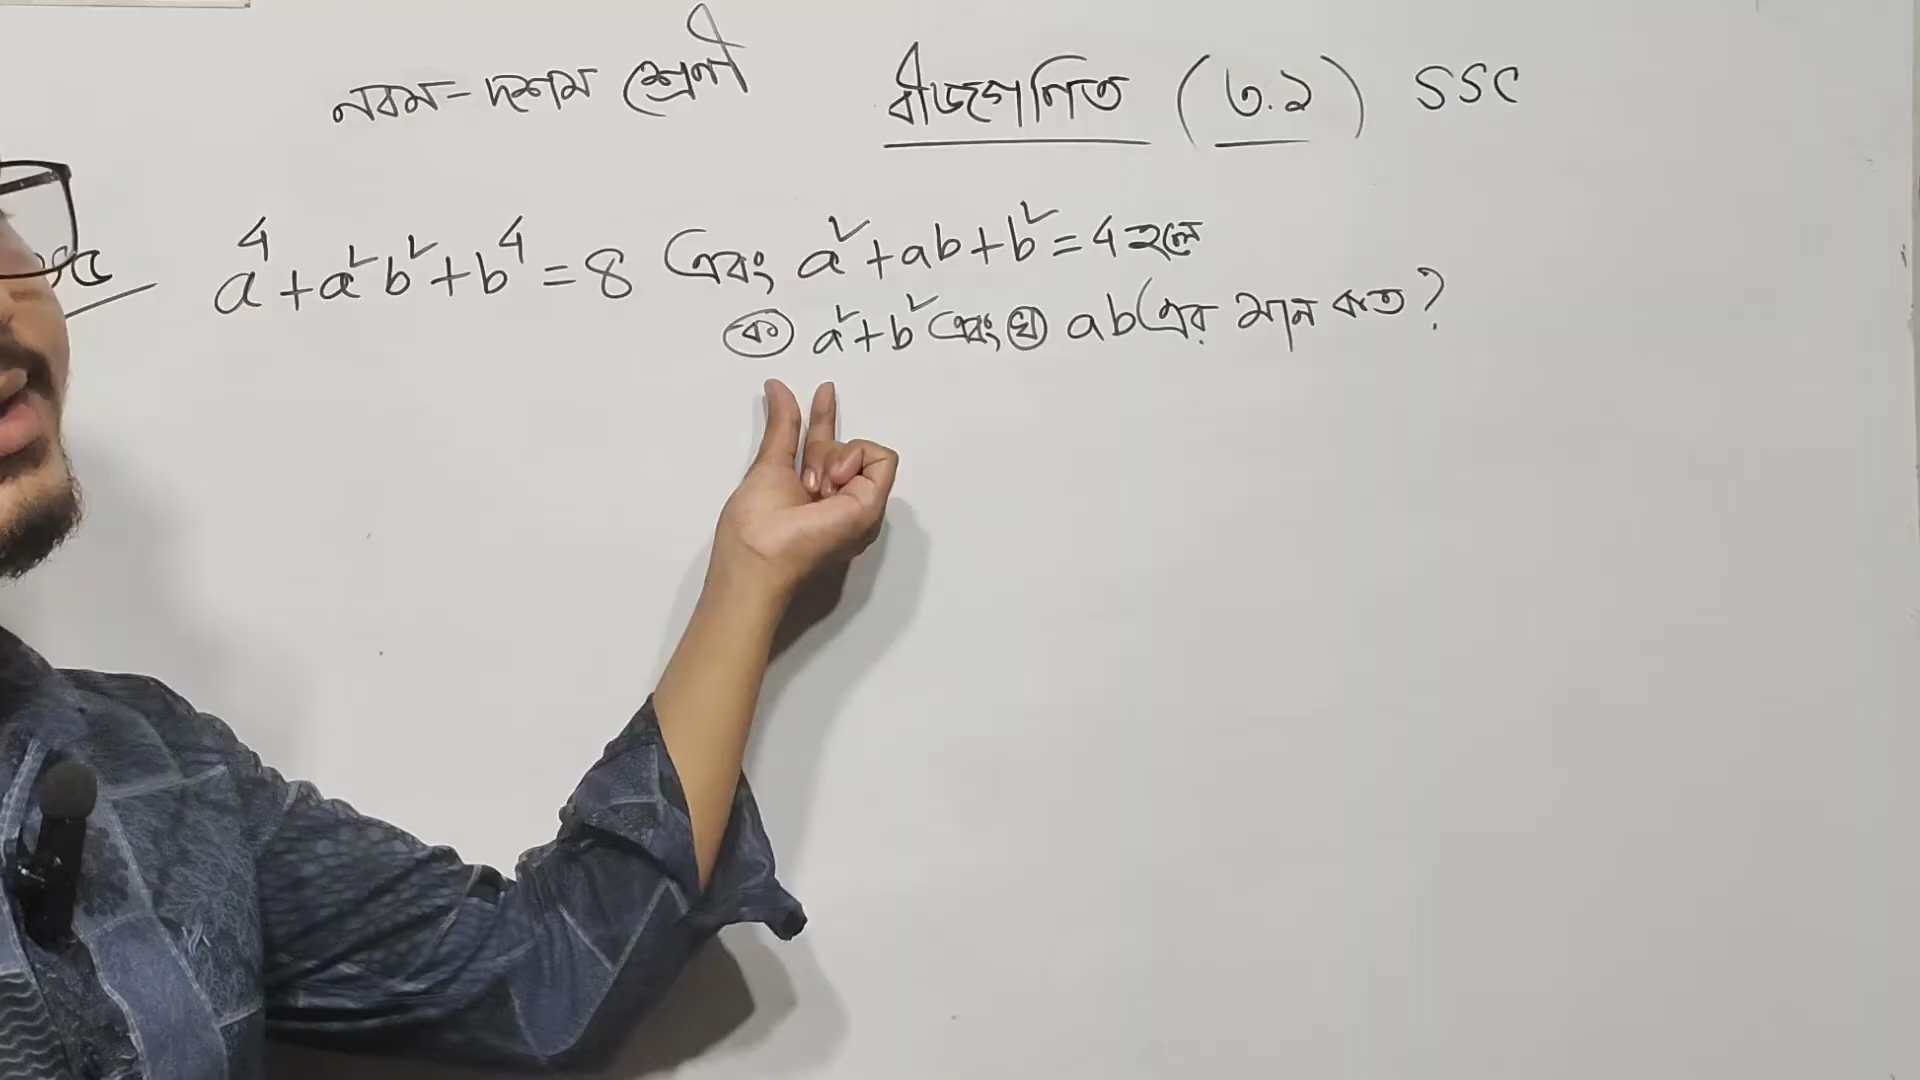 নবম-দশম শ্রেণী বীজগণিত (৩.১) SSC
a⁴+a²b²+b⁴=8 এবং a²+ab+b²=4 হলে
ক a²+b² এবং খ ab এর মান কত?